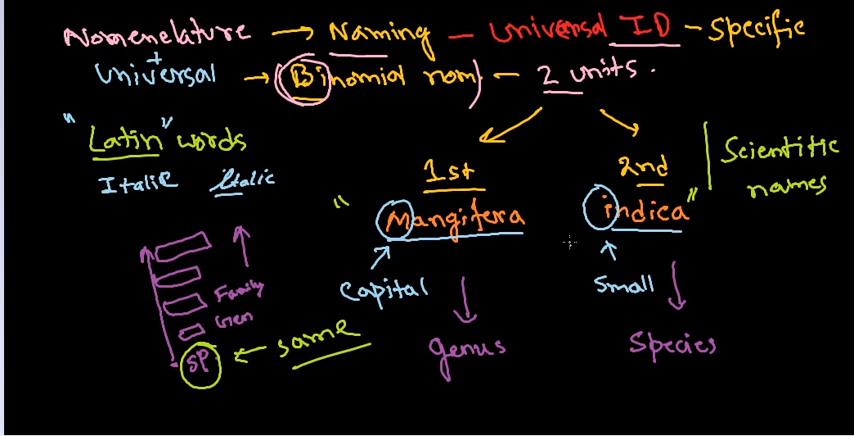 Nomenclature → Naming - Universal ID - Specific
+
Universal → (Binomial nom) - 2 units.
"Latin" words
Italic Italic
1st 2nd
"Mangifera indica"
Scientific
names
Capital Small
genus Species
Family
Gen
SP ← same